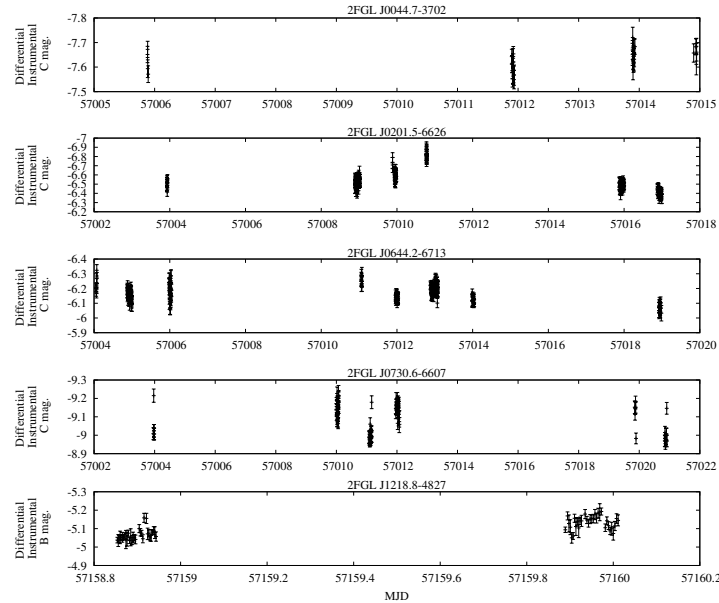 2FGL J0044.7-3702
Differential
Instrumental
C mag.
-7.8
-7.7
-7.6
-7.5
57005 57006 57007 57008 57009 57010 57011 57012 57013 57014 57015
2FGL J0201.5-6626
Differential
Instrumental
C mag.
-7
-6.9
-6.8
-6.7
-6.6
-6.5
-6.4
-6.3
-6.2
57002 57004 57006 57008 57010 57012 57014 57016 57018
2FGL J0644.2-6713
Differential
Instrumental
C mag.
-6.4
-6.3
-6.2
-6.1
-6
-5.9
57004 57006 57008 57010 57012 57014 57016 57018 57020
2FGL J0730.6-6607
Differential
Instrumental
C mag.
-9.3
-9.2
-9.1
-9
-8.9
57002 57004 57006 57008 57010 57012 57014 57016 57018 57020 57022
2FGL J1218.8-4827
Differential
Instrumental
B mag.
-5.3
-5.2
-5.1
-5
-4.9
57158.8 57159 57159.2 57159.4 57159.6 57159.8 57160 57160.2
MJD